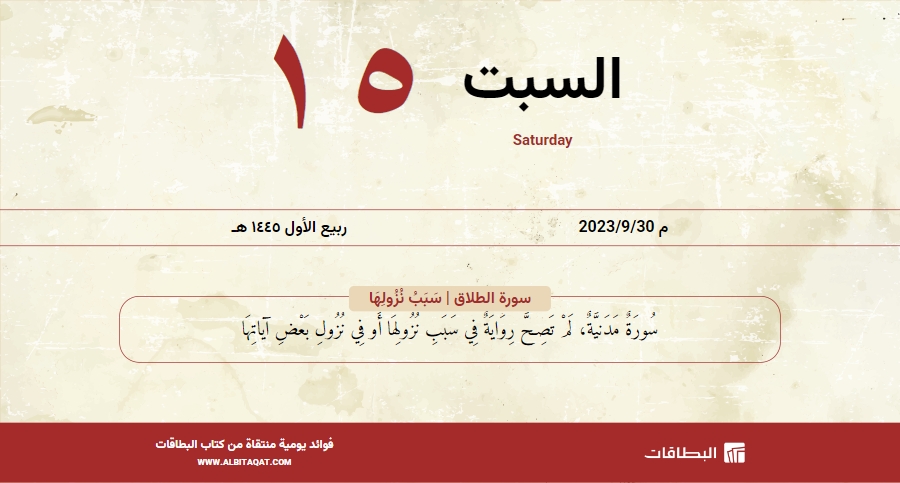 السبت ١٥
Saturday
2023/9/30 م
ربيع الأول ١٤٤٥ هـ
سورة الطلاق | سَبَبُ نُزُولِهَا
سُورَةٌ مَدَنِيَّةٌ، لَمْ تَصِحَّ رِوَايَةٌ فِي سَبَبِ نُزُولِهَا أَو فِي نُزُولِ بَعْضِ آيَاتِهَا
البطاقات
فوائد يومية منتقاة من كتاب البطاقات
WWW.ALBITAQAT.COM